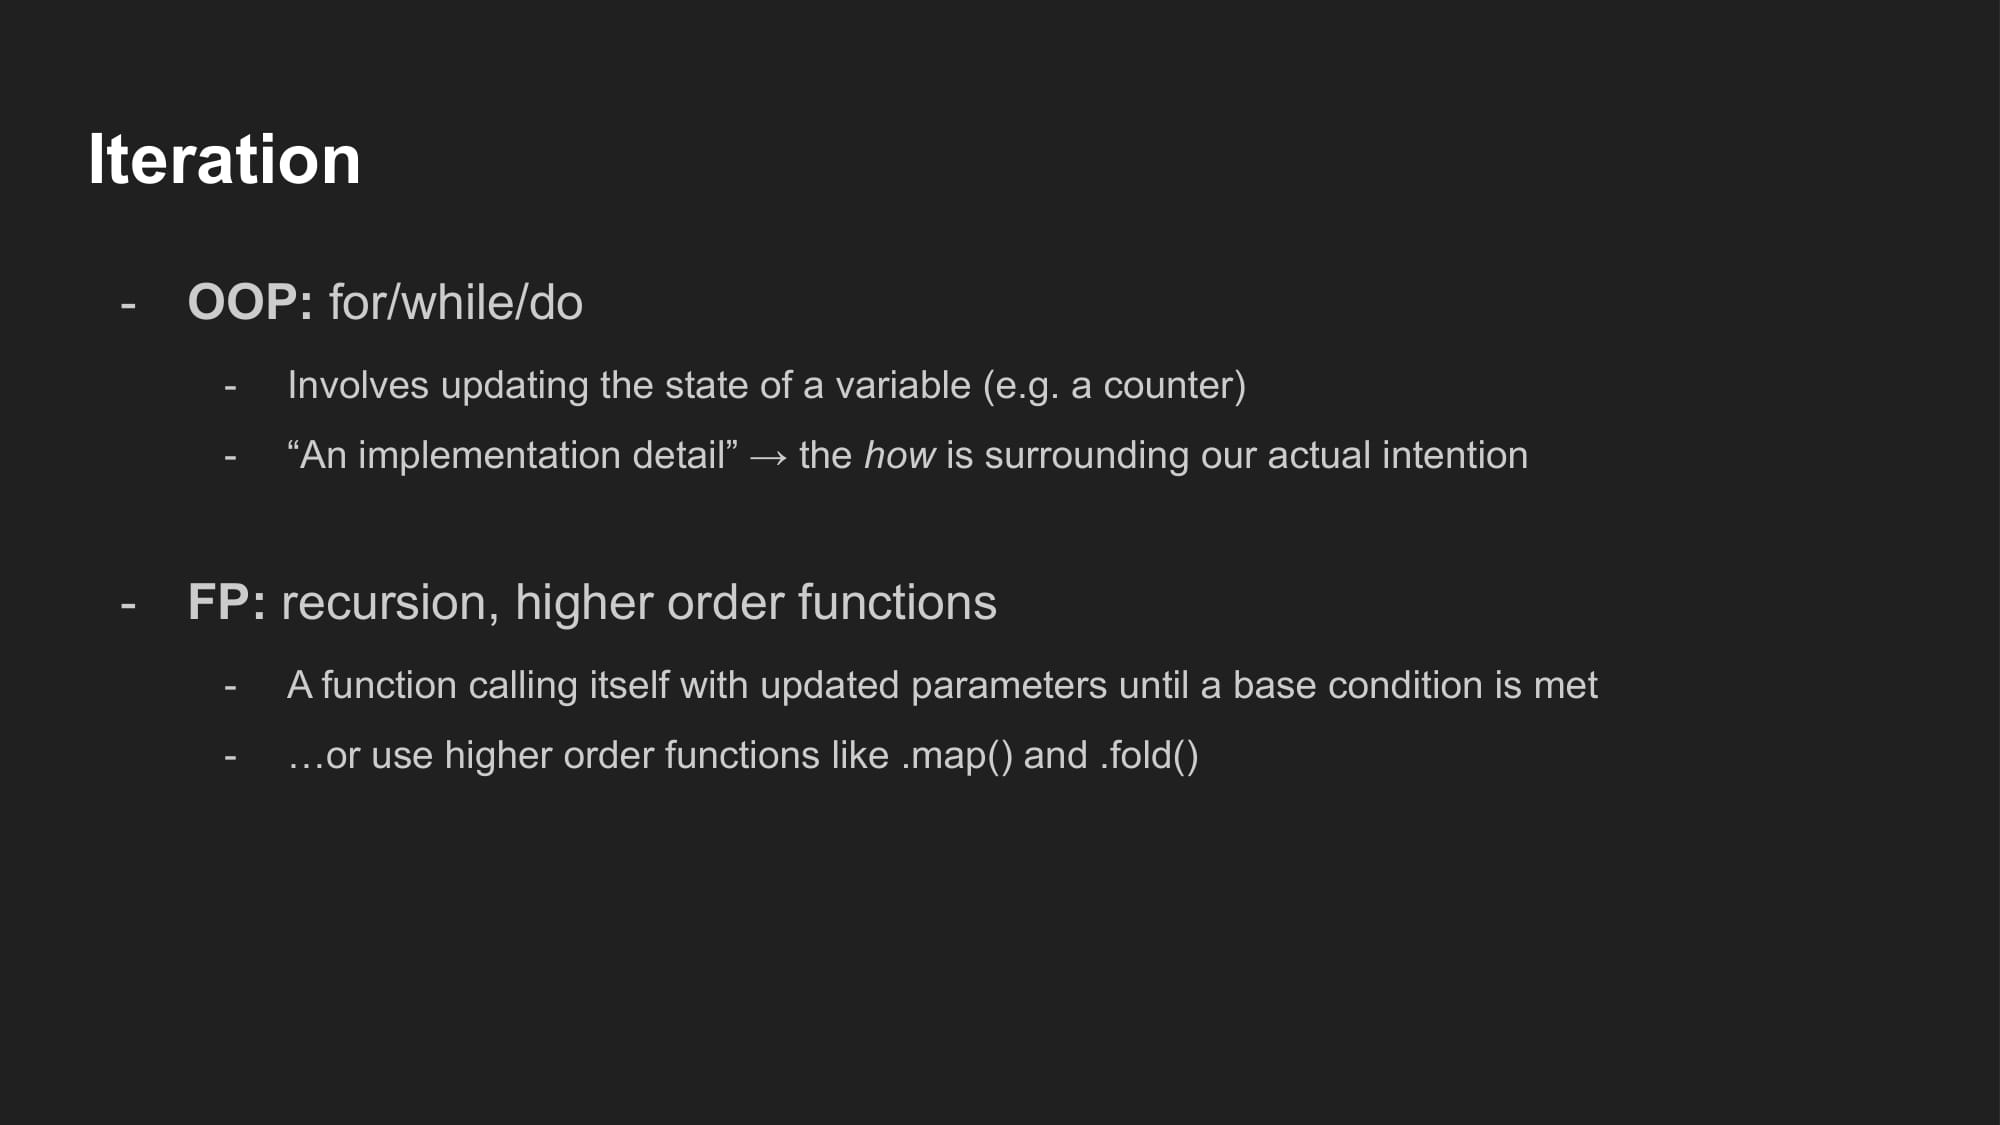 Iteration
- OOP: for/while/do
- Involves updating the state of a variable (e.g. a counter)
- “An implementation detail” → the how is surrounding our actual intention
- FP: recursion, higher order functions
- A function calling itself with updated parameters until a base condition is met
- …or use higher order functions like .map() and .fold()